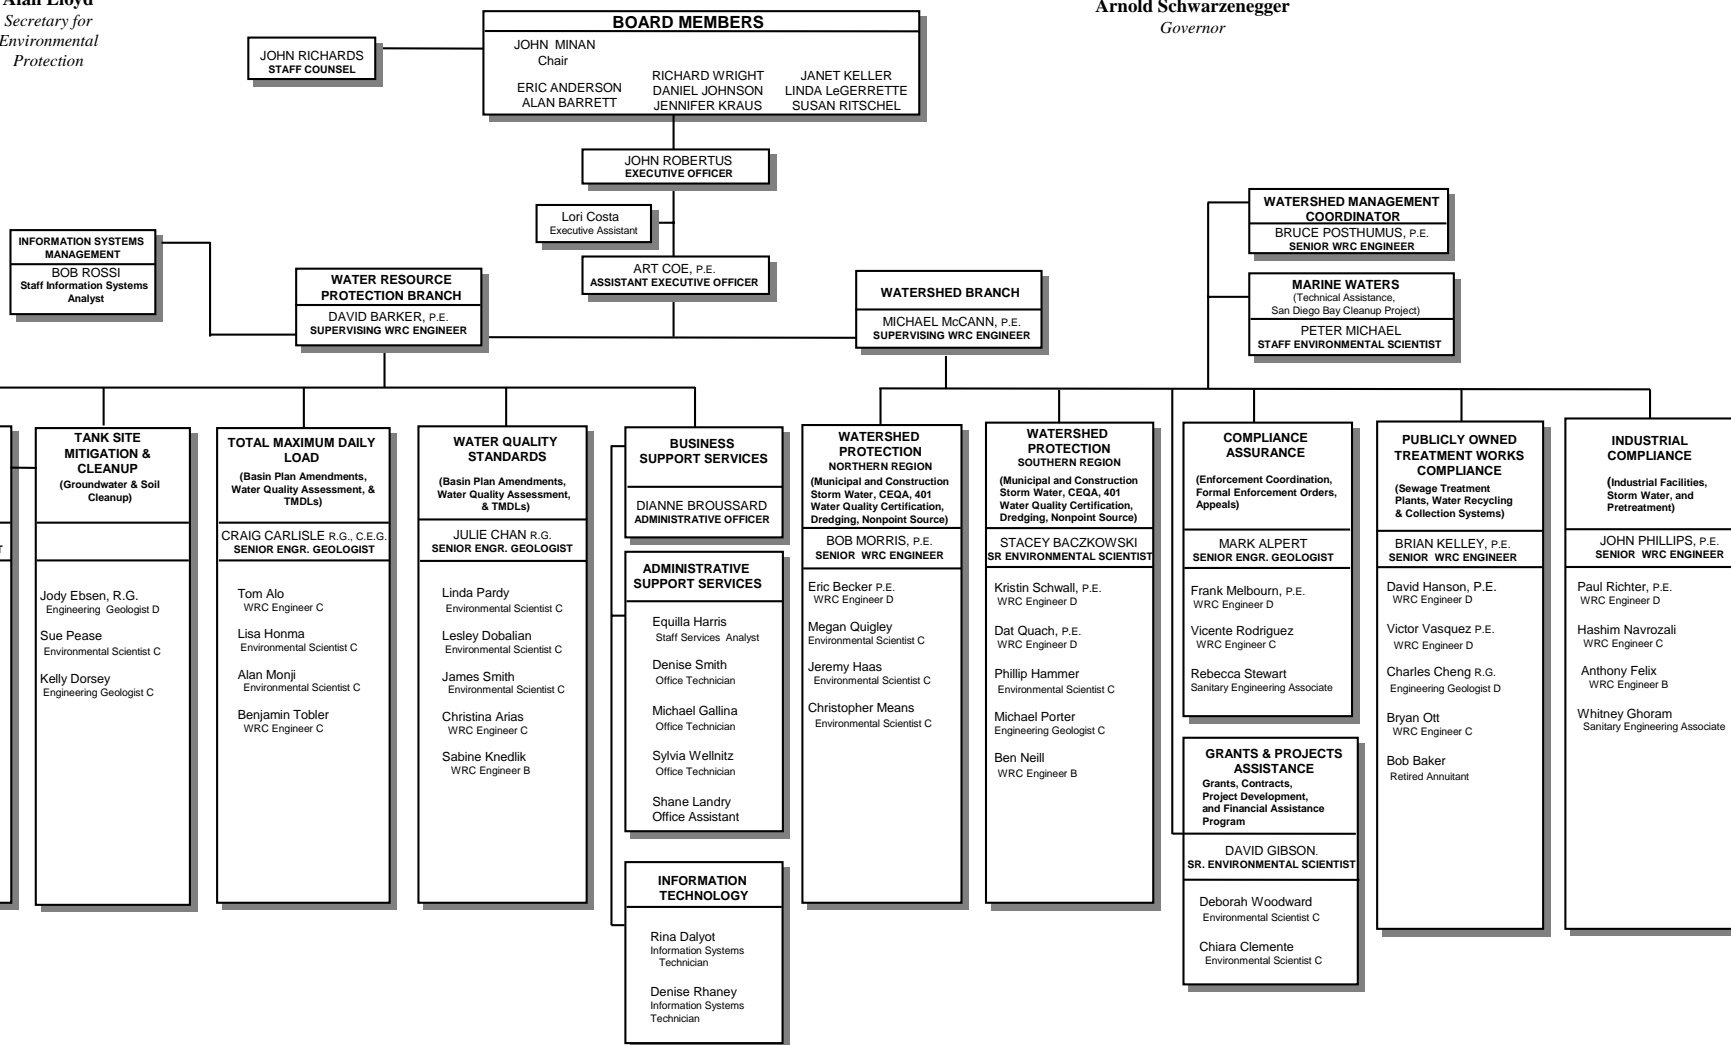 Alan Lloyd
Secretary for
Environmental
Protection
Arnold Schwarzenegger
Governor
BOARD MEMBERS
JOHN MINAN
Chair
ERIC ANDERSON
ALAN BARRETT
RICHARD WRIGHT
DANIEL JOHNSON
JENNIFER KRAUS
JANET KELLER
LINDA LeGERRETTE
SUSAN RITSCHEL
JOHN RICHARDS
STAFF COUNSEL
JOHN ROBERTUS
EXECUTIVE OFFICER
Lori Costa
Executive Assistant
ART COE, P.E.
ASSISTANT EXECUTIVE OFFICER
INFORMATION SYSTEMS
MANAGEMENT
BOB ROSSI
Staff Information Systems
Analyst
WATER RESOURCE
PROTECTION BRANCH
DAVID BARKER, P.E.
SUPERVISING WRC ENGINEER
WATERSHED BRANCH
MICHAEL McCANN, P.E.
SUPERVISING WRC ENGINEER
WATERSHED MANAGEMENT
COORDINATOR
BRUCE POSTHUMUS, P.E.
SENIOR WRC ENGINEER
MARINE WATERS
(Technical Assistance,
San Diego Bay Cleanup Project)
PETER MICHAEL
STAFF ENVIRONMENTAL SCIENTIST
T
TANK SITE
MITIGATION &
CLEANUP
(Groundwater & Soil
Cleanup)
Jody Ebsen, R.G.
Engineering Geologist D
Sue Pease
Environmental Scientist C
Kelly Dorsey
Engineering Geologist C
TOTAL MAXIMUM DAILY
LOAD
(Basin Plan Amendments,
Water Quality Assessment, &
TMDLs)
CRAIG CARLISLE R.G., C.E.G.
SENIOR ENGR. GEOLOGIST
Tom Alo
WRC Engineer C
Lisa Honma
Environmental Scientist C
Alan Monji
Environmental Scientist C
Benjamin Tobler
WRC Engineer C
WATER QUALITY
STANDARDS
(Basin Plan Amendments,
Water Quality Assessment,
& TMDLs)
JULIE CHAN R.G.
SENIOR ENGR. GEOLOGIST
Linda Pardy
Environmental Scientist C
Lesley Dobalian
Environmental Scientist C
James Smith
Environmental Scientist C
Christina Arias
WRC Engineer C
Sabine Knedlik
WRC Engineer B
BUSINESS
SUPPORT SERVICES
DIANNE BROUSSARD
ADMINISTRATIVE OFFICER
ADMINISTRATIVE
SUPPORT SERVICES
Equilla Harris
Staff Services Analyst
Denise Smith
Office Technician
Michael Gallina
Office Technician
Sylvia Wellnitz
Office Technician
Shane Landry
Office Assistant
INFORMATION
TECHNOLOGY
Rina Dalyot
Information Systems
Technician
Denise Rhaney
Information Systems
Technician
WATERSHED
PROTECTION
NORTHERN REGION
(Municipal and Construction
Storm Water, CEQA, 401
Water Quality Certification,
Dredging, Nonpoint Source)
BOB MORRIS, P.E.
SENIOR WRC ENGINEER
Eric Becker P.E.
WRC Engineer D
Megan Quigley
Environmental Scientist C
Jeremy Haas
Environmental Scientist C
Christopher Means
Environmental Scientist C
WATERSHED
PROTECTION
SOUTHERN REGION
(Municipal and Construction
Storm Water, CEQA, 401
Water Quality Certification,
Dredging, Nonpoint Source)
STACEY BACZKOWSKI
SR ENVIRONMENTAL SCIENTIST
Kristin Schwall, P.E.
WRC Engineer D
Dat Quach, P.E.
WRC Engineer D
Phillip Hammer
Environmental Scientist C
Michael Porter
Engineering Geologist C
Ben Neill
WRC Engineer B
COMPLIANCE
ASSURANCE
(Enforcement Coordination,
Formal Enforcement Orders,
Appeals)
MARK ALPERT
SENIOR ENGR. GEOLOGIST
Frank Melbourn, P.E.
WRC Engineer D
Vicente Rodriguez
WRC Engineer C
Rebecca Stewart
Sanitary Engineering Associate
GRANTS & PROJECTS
ASSISTANCE
Grants, Contracts,
Project Development,
and Financial Assistance
Program
DAVID GIBSON.
SR. ENVIRONMENTAL SCIENTIST
Deborah Woodward
Environmental Scientist C
Chiara Clemente
Environmental Scientist C
PUBLICLY OWNED
TREATMENT WORKS
COMPLIANCE
(Sewage Treatment
Plants, Water Recycling
& Collection Systems)
BRIAN KELLEY, P.E.
SENIOR WRC ENGINEER
David Hanson, P.E.
WRC Engineer D
Victor Vasquez P.E.
WRC Engineer D
Charles Cheng R.G.
Engineering Geologist D
Bryan Ott
WRC Engineer C
Bob Baker
Retired Annuitant
INDUSTRIAL
COMPLIANCE
(Industrial Facilities,
Storm Water, and
Pretreatment)
JOHN PHILLIPS, P.E.
SENIOR WRC ENGINEER
Paul Richter, P.E.
WRC Engineer D
Hashim Navrozali
WRC Engineer C
Anthony Felix
WRC Engineer B
Whitney Ghoram
Sanitary Engineering Associate